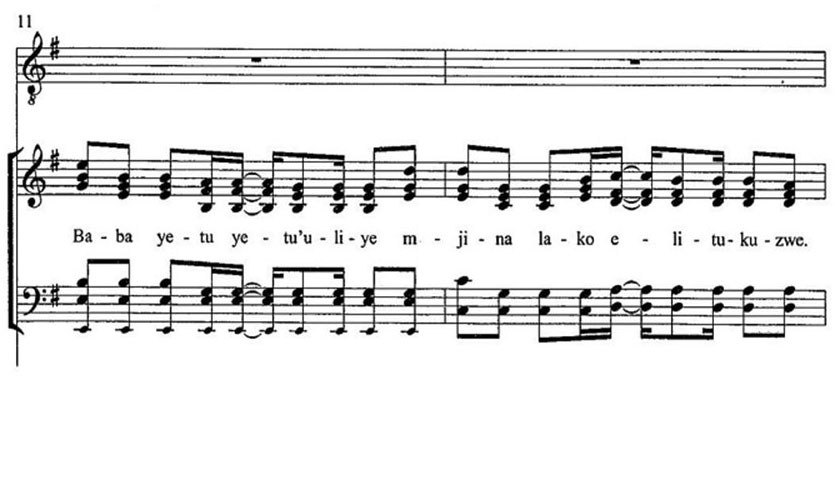 11
Ba - ba ye - tu ye - tu'u - li - ye m - ji - na la - ko e - li - tu - ku - zwe.